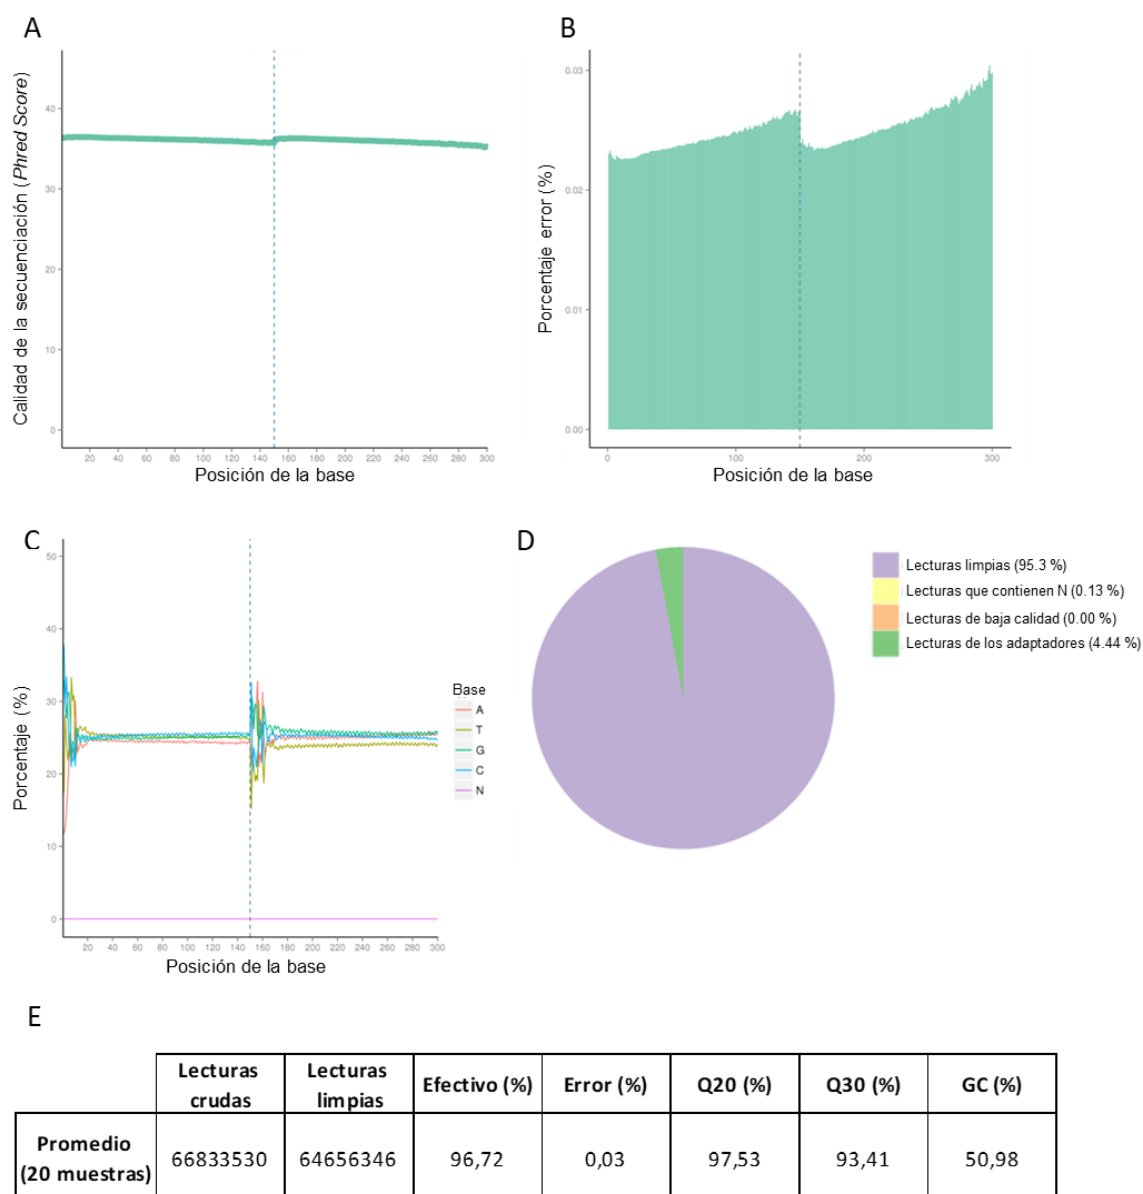 A
Calidad de la secuenciación (Phred Score)
40
30
20
10
0
20 40 60 80 100 120 140 160 180 200 220 240 260 280 300
Posición de la base
B
Porcentaje error (%)
0.03
0.02
0.01
0.00
0 100 200 300
Posición de la base
C
Porcentaje (%)
50
40
30
20
10
0
20 40 60 80 100 120 140 160 180 200 220 240 260 280 300
Posición de la base
Base
A
T
G
C
N
D
Lecturas limpias (95.3 %)
Lecturas que contienen N (0.13 %)
Lecturas de baja calidad (0.00 %)
Lecturas de los adaptadores (4.44 %)
E
Lecturas crudas Lecturas limpias Efectivo (%) Error (%) Q20 (%) Q30 (%) GC (%)
Promedio (20 muestras) 66833530 64656346 96,72 0,03 97,53 93,41 50,98